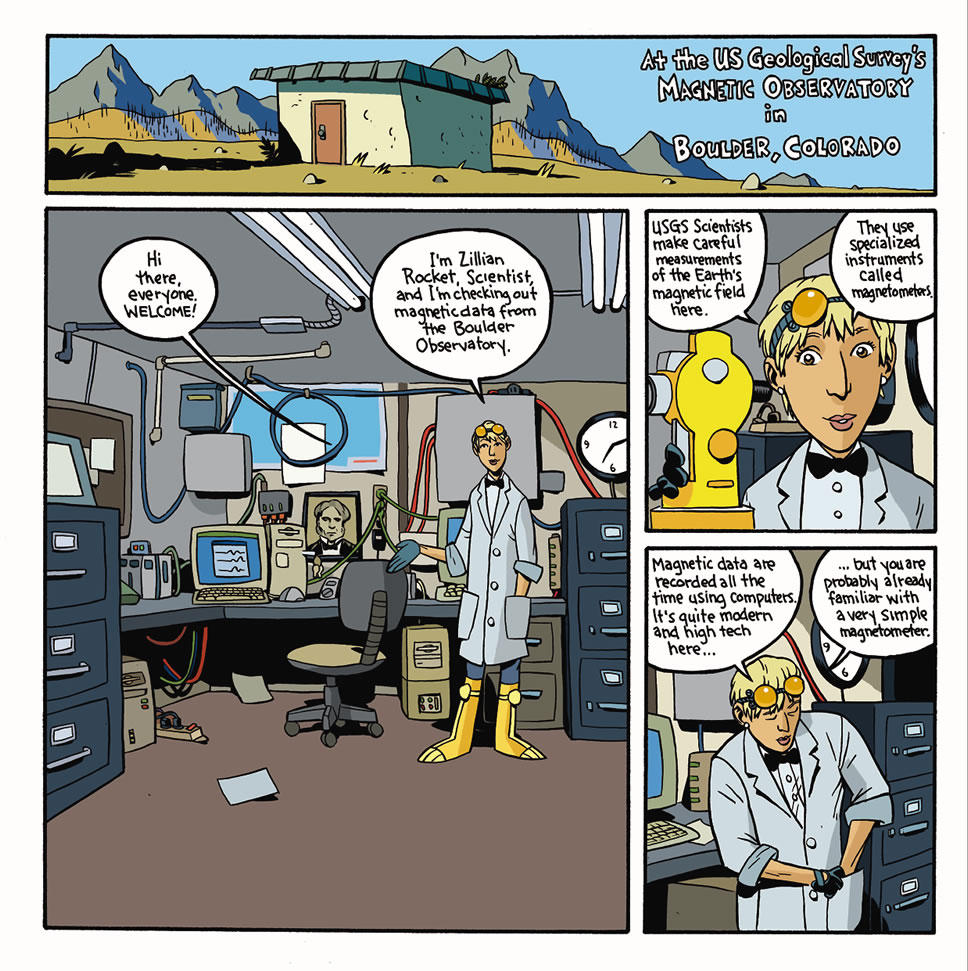 At the US Geological Survey's
MAGNETIC OBSERVATORY
in
BOULDER, COLORADO
Hi
there,
everyone.
WELCOME!
I'm Zillian
Rocket, Scientist,
and I'm checking out
magnetic data from
the Boulder
Observatory.
12
9
6
USGS Scientists
make careful
measurements
of the Earth's
magnetic field
here.
They use
specialized
instruments
called
magnetometers.
Magnetic data are
recorded all the
time using computers.
It's quite modern
and high tech
here...
... but you are
probably already
familiar with
a very simple
magnetometer.
6